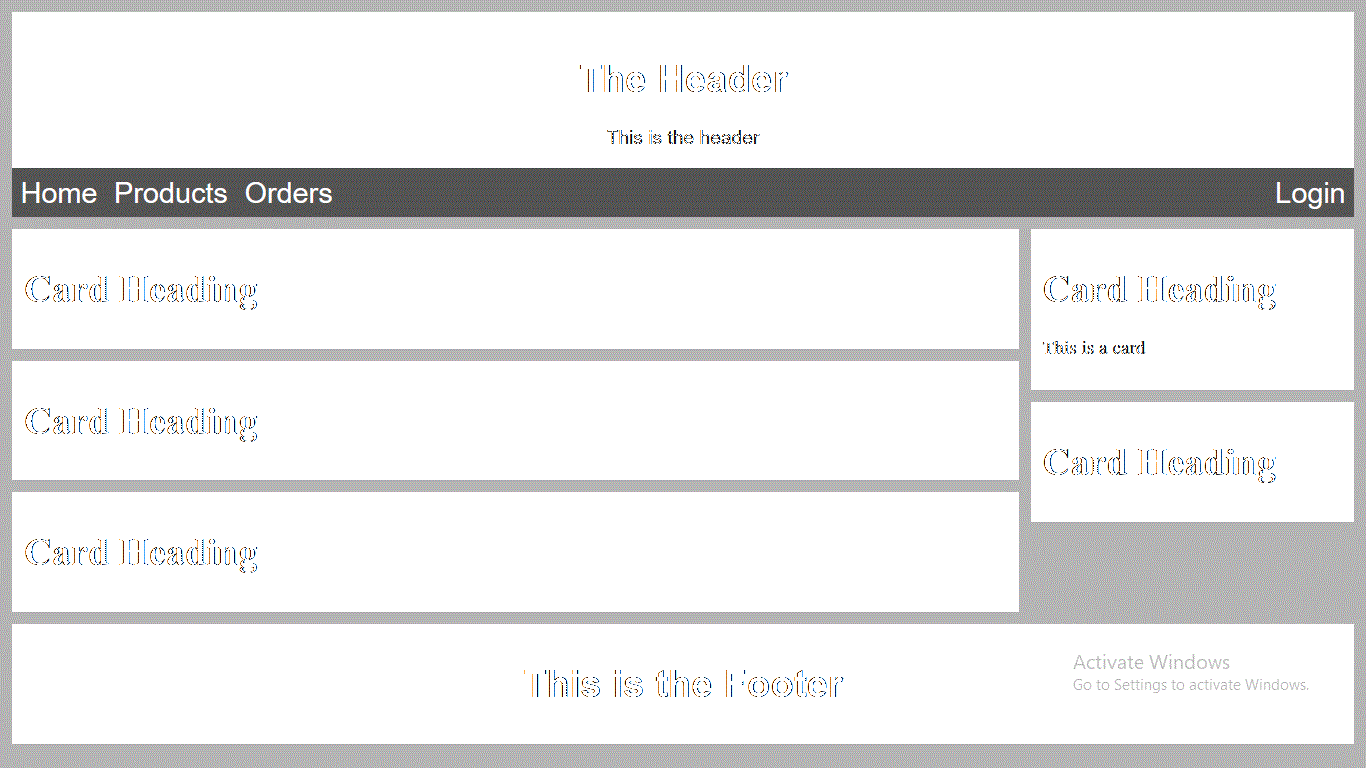 The Header
This is the header
Home Products Orders Login
Card Heading
Card Heading
Card Heading
Card Heading
This is a card
Card Heading
This is the Footer
Activate Windows
Go to Settings to activate Windows.